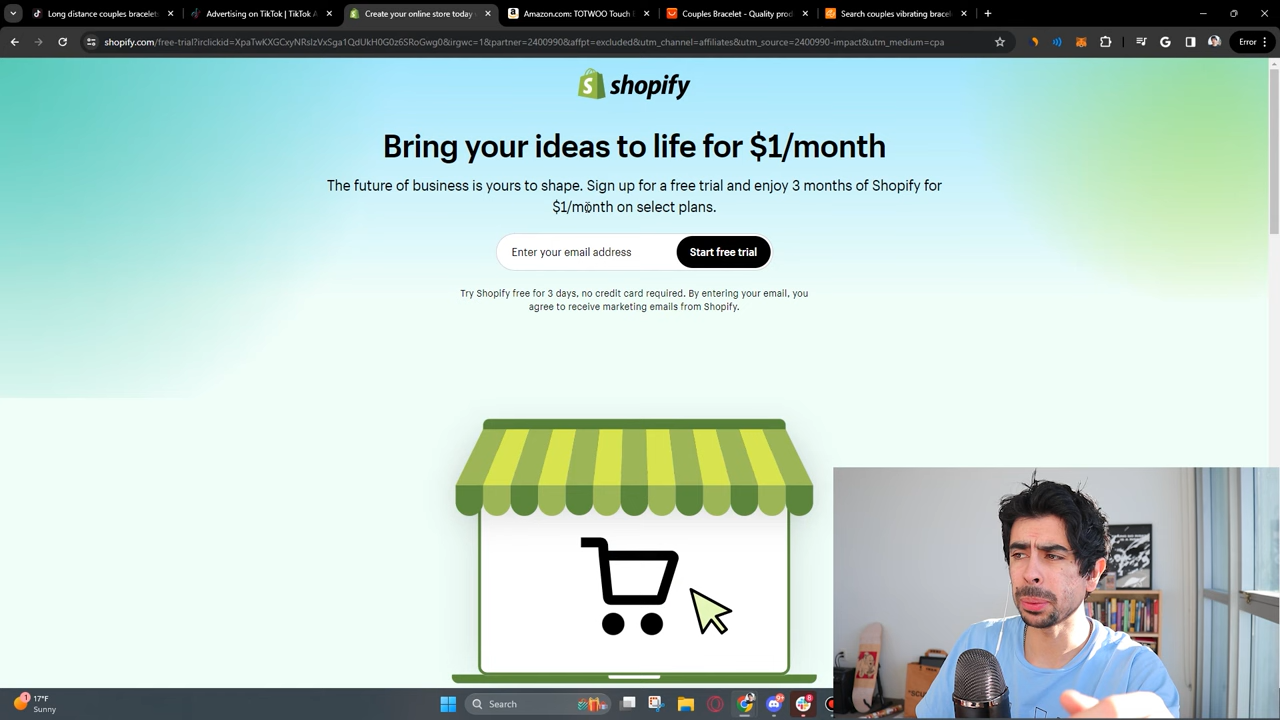 Long distance couples bracelets
Advertising on TikTok | TikTok A
Create your online store today
Amazon.com: TOTWOO Touch
Couples Bracelet - Quality prod
Search couples vibrating bracel
shopify.com/free-trial?irclickid=XpaTwKXGCxyNRslzVxSga1QdUkH0G0z6SRoGwg0&irgwc=1&partner=2400990&affpt=excluded&utm_channel=affiliates&utm_source=2400990-impact&utm_medium=cpa
Error
shopify
Bring your ideas to life for $1/month
The future of business is yours to shape. Sign up for a free trial and enjoy 3 months of Shopify for
$1/month on select plans.
Enter your email address
Start free trial
Try Shopify free for 3 days, no credit card required. By entering your email, you
agree to receive marketing emails from Shopify.
17°F
Sunny
Search